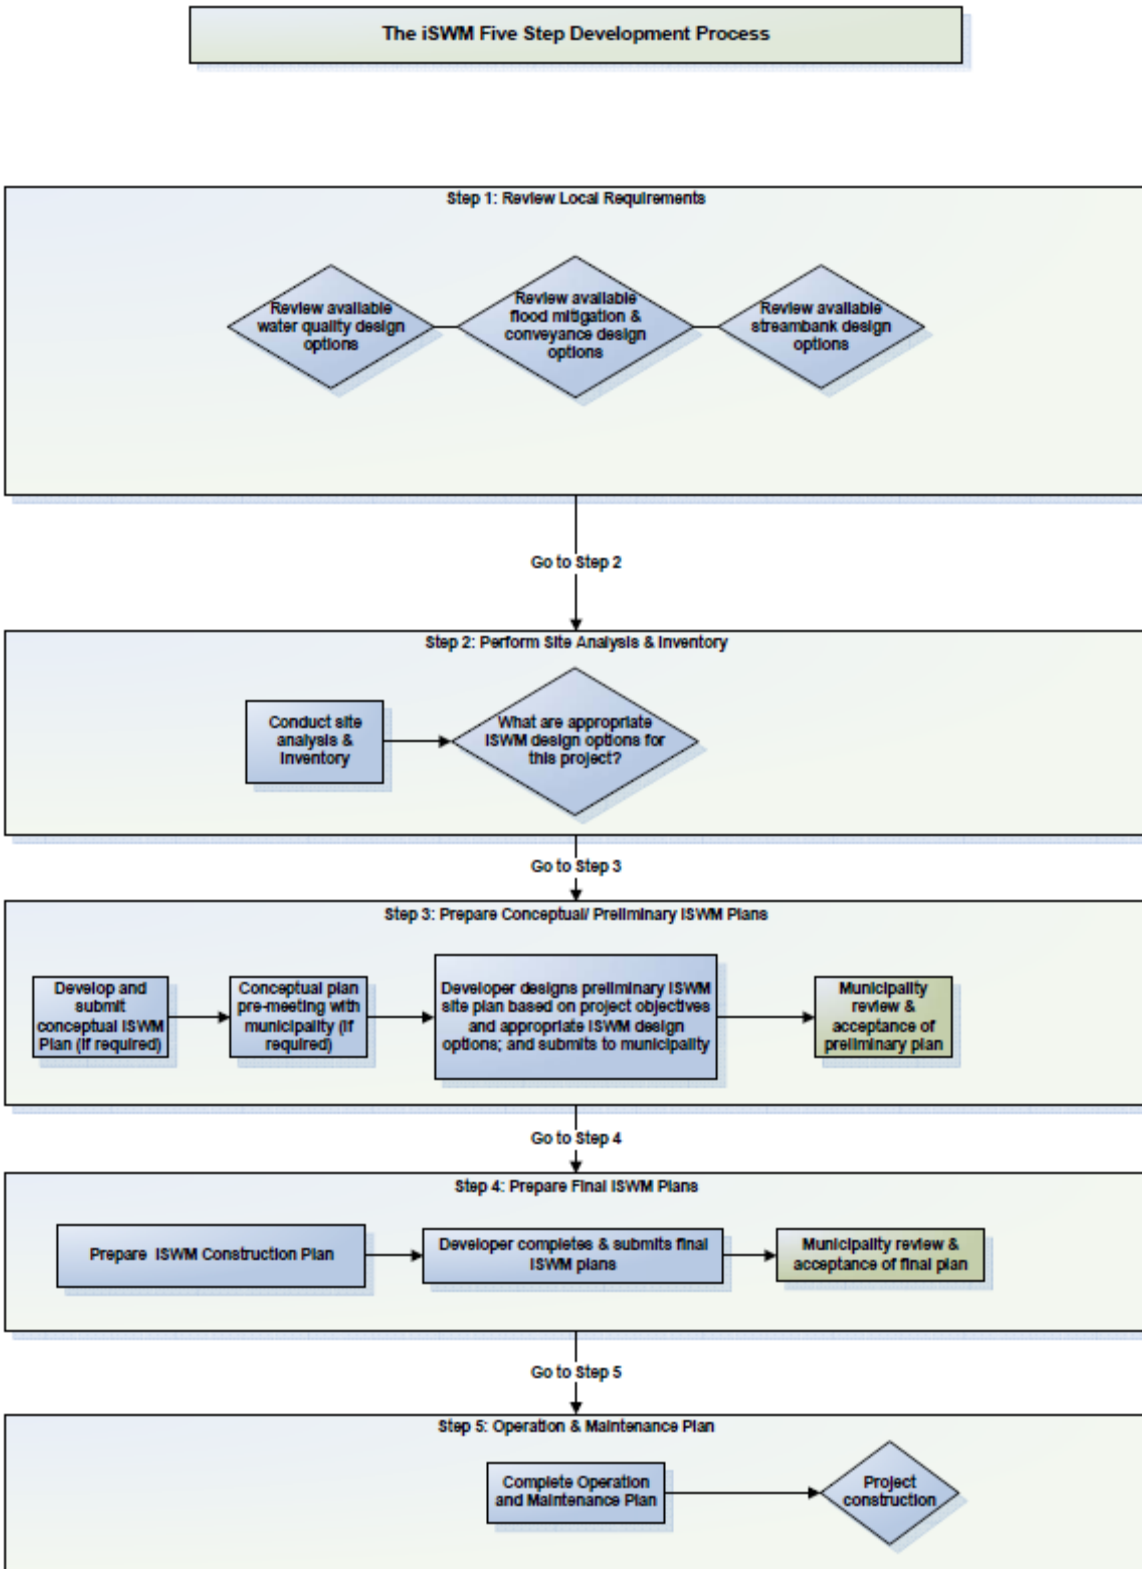 The iSWM Five Step Development Process
Step 1: Review Local Requirements
Review available
water quality design
options
Review available
flood mitigation &
conveyance design
options
Review available
streambank design
options
Go to Step 2
Step 2: Perform Site Analysis & Inventory
Conduct site
analysis &
Inventory
What are appropriate
iSWM design options for
this project?
Go to Step 3
Step 3: Prepare Conceptual/ Preliminary iSWM Plans
Develop and
submit
conceptual iSWM
Plan (if required)
Conceptual plan
pre-meeting with
municipality (if
required)
Developer designs preliminary iSWM
site plan based on project objectives
and appropriate iSWM design
options; and submits to municipality
Municipality
review &
acceptance of
preliminary plan
Go to Step 4
Step 4: Prepare Final iSWM Plans
Prepare iSWM Construction Plan
Developer completes & submits final
iSWM plans
Municipality review &
acceptance of final plan
Go to Step 5
Step 5: Operation & Maintenance Plan
Complete Operation
and Maintenance Plan
Project
construction